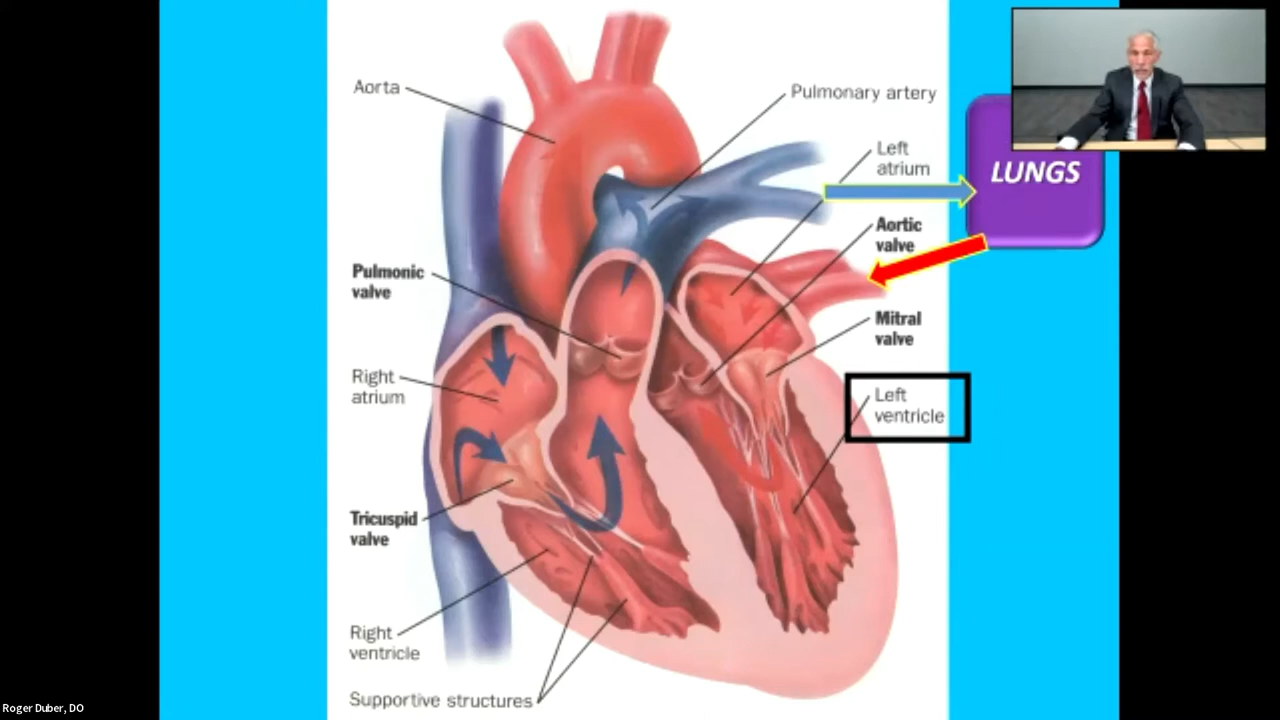 Aorta
Pulmonary artery
Left
atrium
LUNGS
Aortic
valve
Pulmonic
valve
Mitral
valve
Right
atrium
Left
ventricle
Tricuspid
valve
Right
ventricle
Supportive structures
Roger Duber, DO